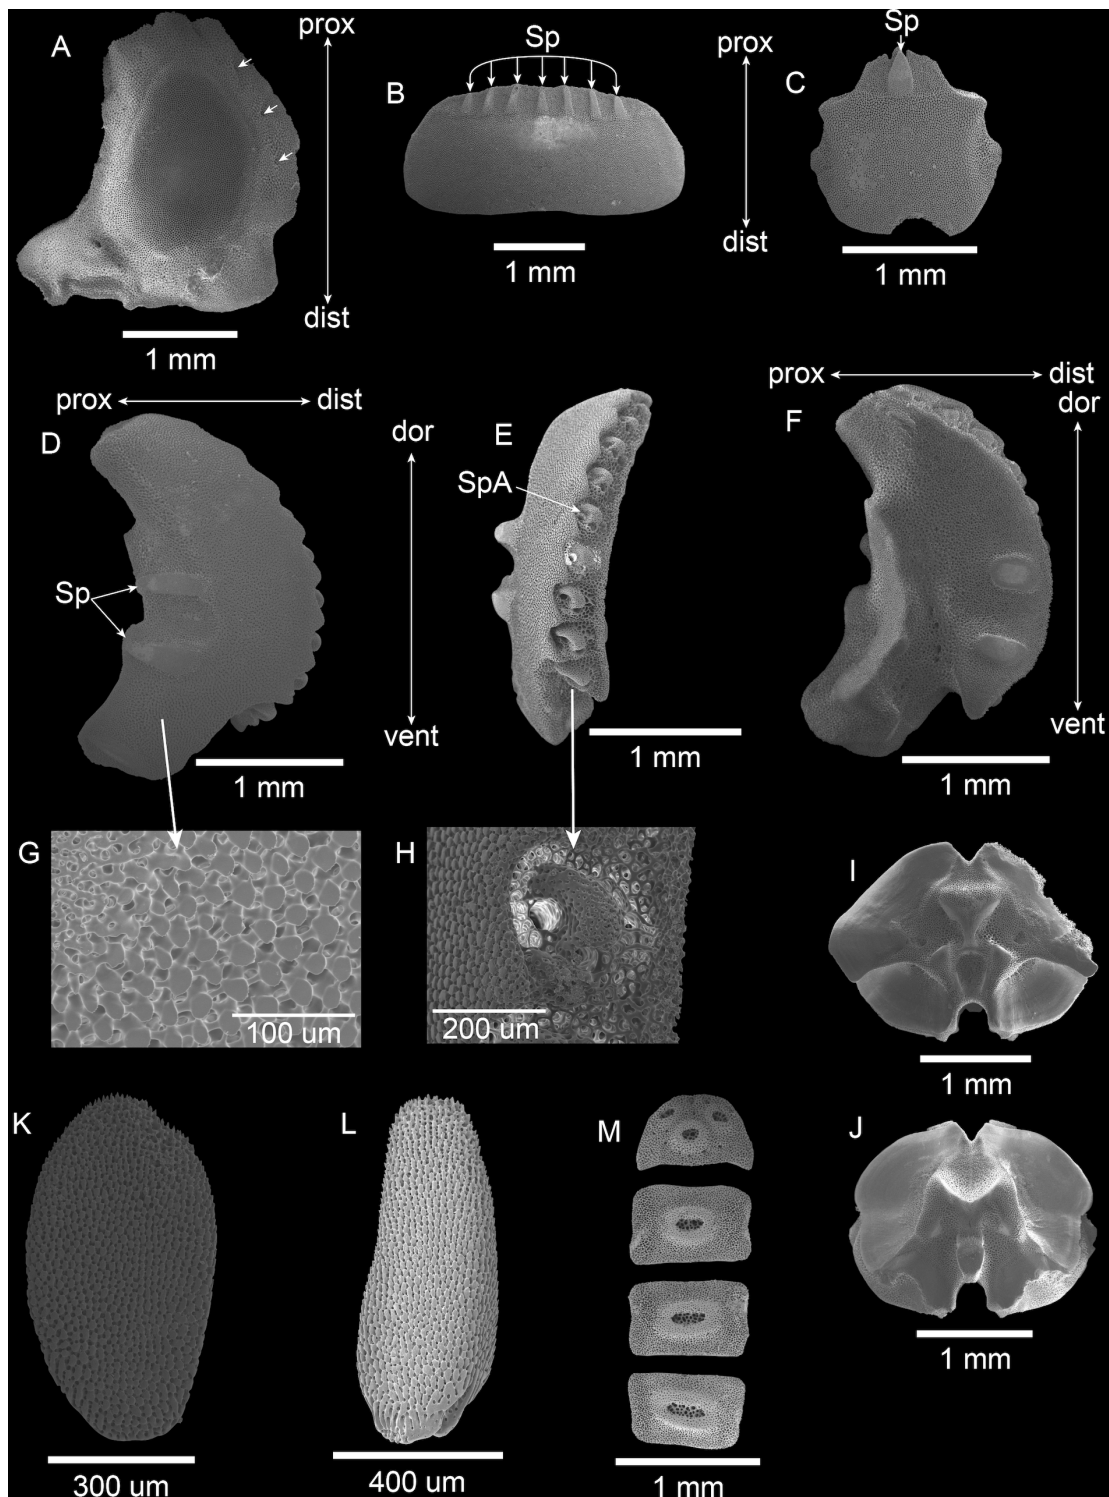 A
prox
dist
1 mm
B
Sp
1 mm
prox
dist
C
Sp
1 mm
prox
dist
D
Sp
1 mm
dor
vent
E
SpA
1 mm
prox
dist
dor
F
vent
1 mm
G
100 um
H
200 um
I
1 mm
J
1 mm
K
300 um
L
400 um
M
1 mm